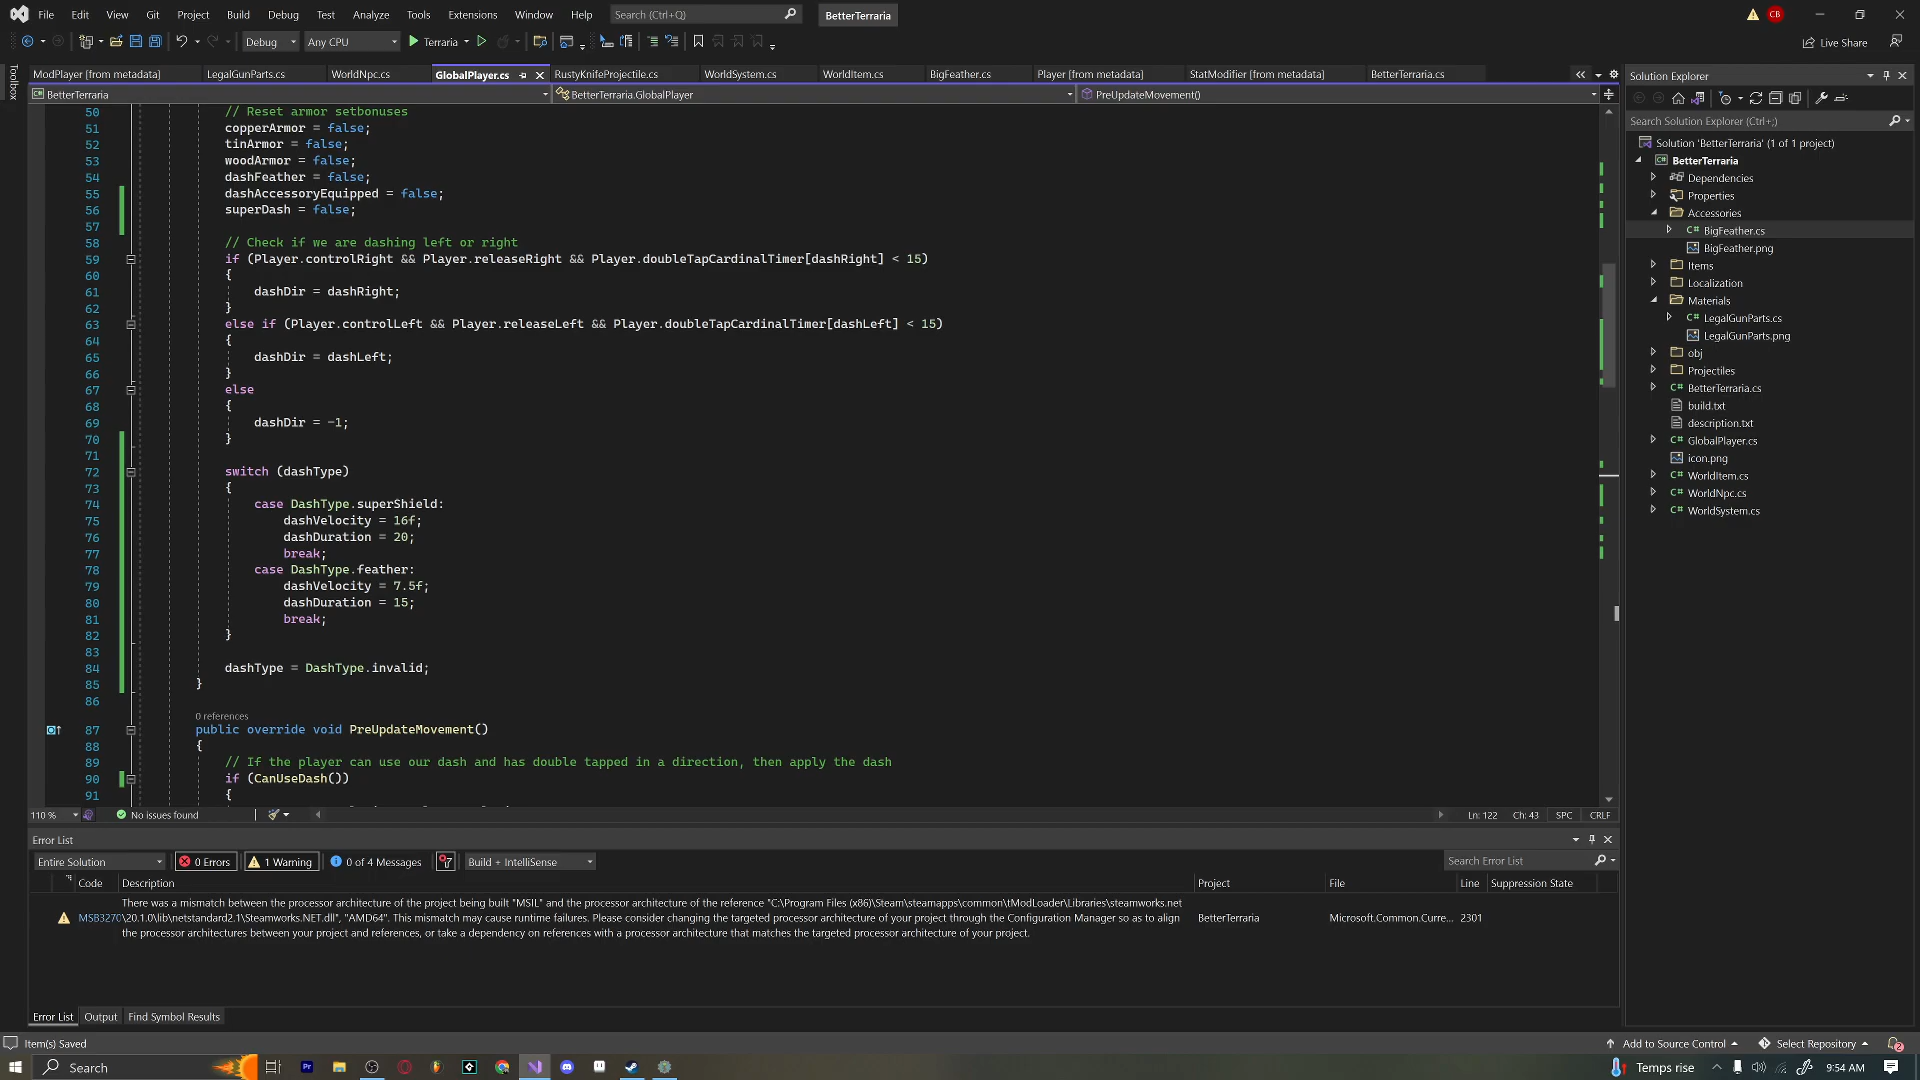 File Edit View Git Project Build Debug Test Analyze Tools Extensions Window Help Search (Ctrl+Q) BetterTerraria CB
Debug Any CPU Terraria Live Share
Toolbox
ModPlayer [from metadata] LegalGunParts.cs WorldNpc.cs GlobalPlayer.cs RustyKnifeProjectile.cs WorldSystem.cs WorldItem.cs BigFeather.cs Player [from metadata] StatModifier [from metadata] BetterTerraria.cs
BetterTerraria BetterTerraria.GlobalPlayer PreUpdateMovement()
50 // Reset armor setbonuses
51 copperArmor = false;
52 tinArmor = false;
53 woodArmor = false;
54 dashFeather = false;
55 dashAccessoryEquipped = false;
56 superDash = false;
57
58 // Check if we are dashing left or right
59 if (Player.controlRight && Player.releaseRight && Player.doubleTapCardinalTimer[dashRight] < 15)
60 {
61 dashDir = dashRight;
62 }
63 else if (Player.controlLeft && Player.releaseLeft && Player.doubleTapCardinalTimer[dashLeft] < 15)
64 {
65 dashDir = dashLeft;
66 }
67 else
68 {
69 dashDir = -1;
70 }
71
72 switch (dashType)
73 {
74 case DashType.superShield:
75 dashVelocity = 16f;
76 dashDuration = 20;
77 break;
78 case DashType.feather:
79 dashVelocity = 7.5f;
80 dashDuration = 15;
81 break;
82 }
83
84 dashType = DashType.invalid;
85 }
86
0 references
87 public override void PreUpdateMovement()
88 {
89 // If the player can use our dash and has double tapped in a direction, then apply the dash
90 if (CanUseDash())
91 {
110 % No issues found Ln: 122 Ch: 43 SPC CRLF
Error List
Entire Solution 0 Errors 1 Warning 0 of 4 Messages Build + IntelliSense Search Error List
Code Description Project File Line Suppression State
There was a mismatch between the processor architecture of the project being built "MSIL" and the processor architecture of the reference "C:\Program Files (x86)\Steam\steamapps\common\tModLoader\Libraries\steamworks.net
MSB3270 \20.1.0\lib\netstandard2.1\Steamworks.NET.dll", "AMD64". This mismatch may cause runtime failures. Please consider changing the targeted processor architecture of your project through the Configuration Manager so as to align BetterTerraria Microsoft.Common.Curre... 2301
the processor architectures between your project and references, or take a dependency on references with a processor architecture that matches the targeted processor architecture of your project.
Error List Output Find Symbol Results
Solution Explorer
Search Solution Explorer (Ctrl+;)
Solution 'BetterTerraria' (1 of 1 project)
BetterTerraria
Dependencies
Properties
Accessories
C# BigFeather.cs
BigFeather.png
Items
Localization
Materials
C# LegalGunParts.cs
LegalGunParts.png
obj
Projectiles
C# BetterTerraria.cs
build.txt
description.txt
C# GlobalPlayer.cs
icon.png
C# WorldItem.cs
C# WorldNpc.cs
C# WorldSystem.cs
Item(s) Saved Add to Source Control Select Repository 2
Search Pr Temps rise 9:54 AM